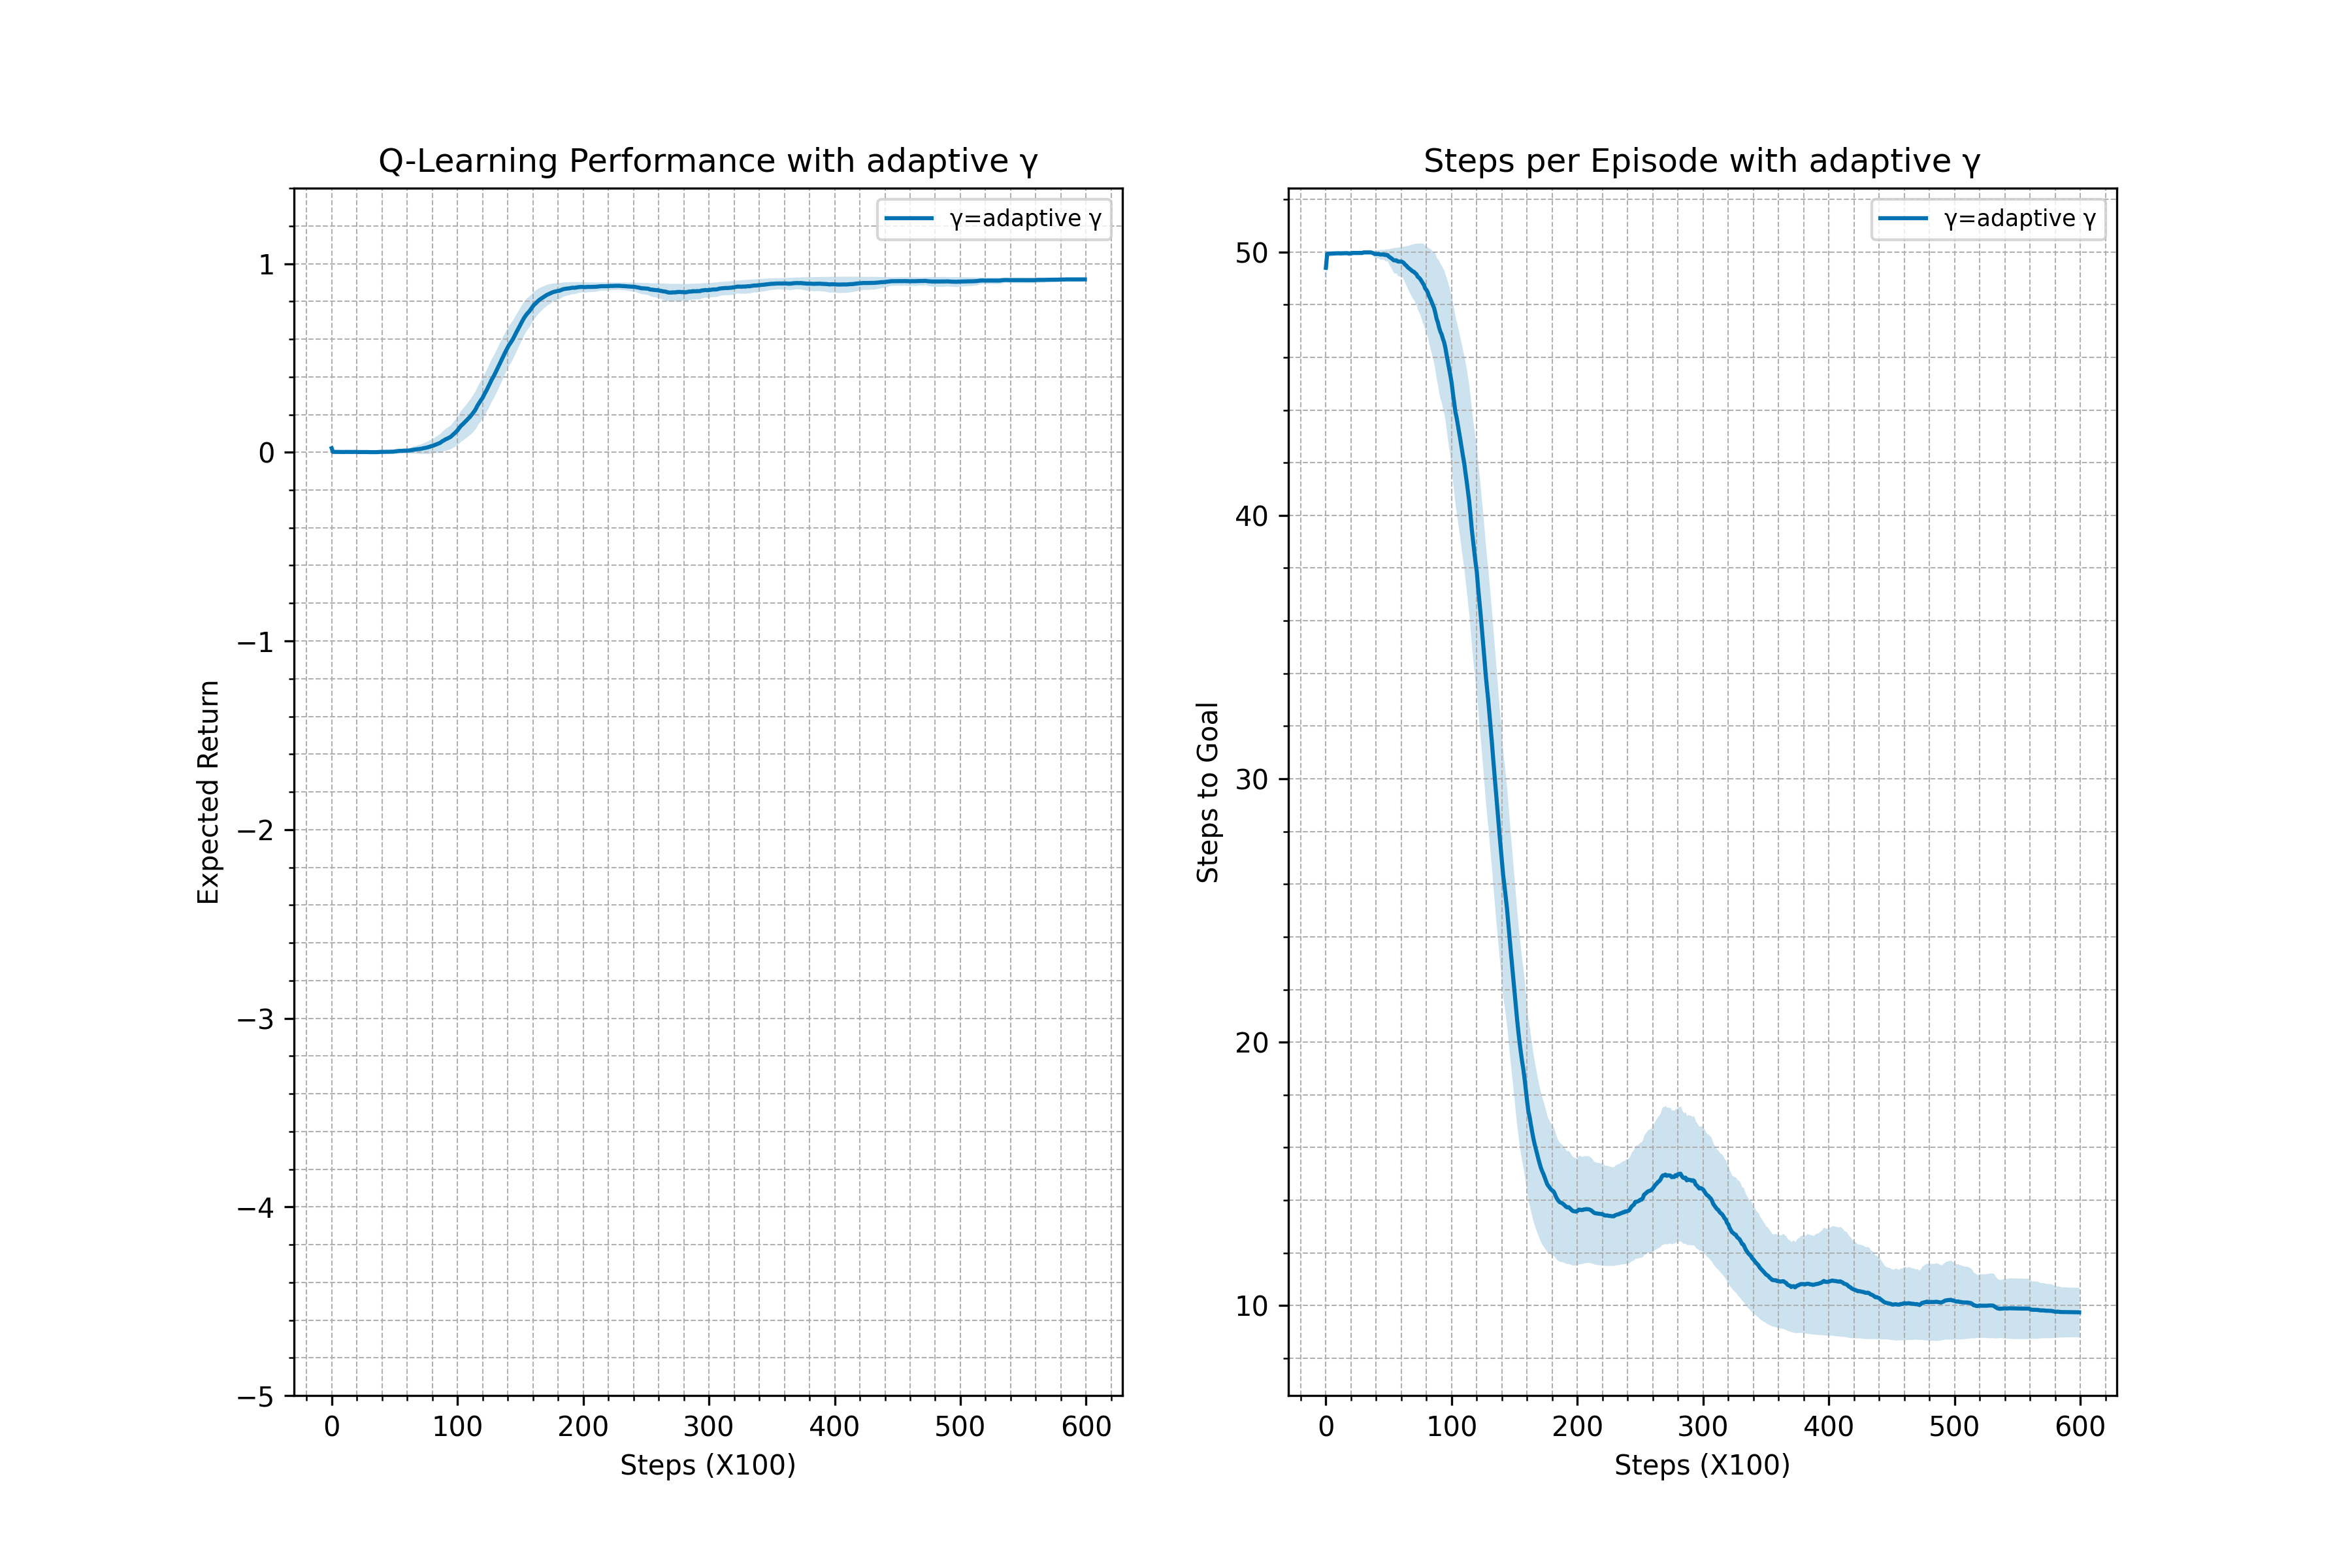 Q-Learning Performance with adaptive γ
γ=adaptive γ
1
0
−1
−2
−3
−4
−5
Expected Return
0 100 200 300 400 500 600
Steps (X100)
Steps per Episode with adaptive γ
γ=adaptive γ
50
40
30
20
10
Steps to Goal
0 100 200 300 400 500 600
Steps (X100)